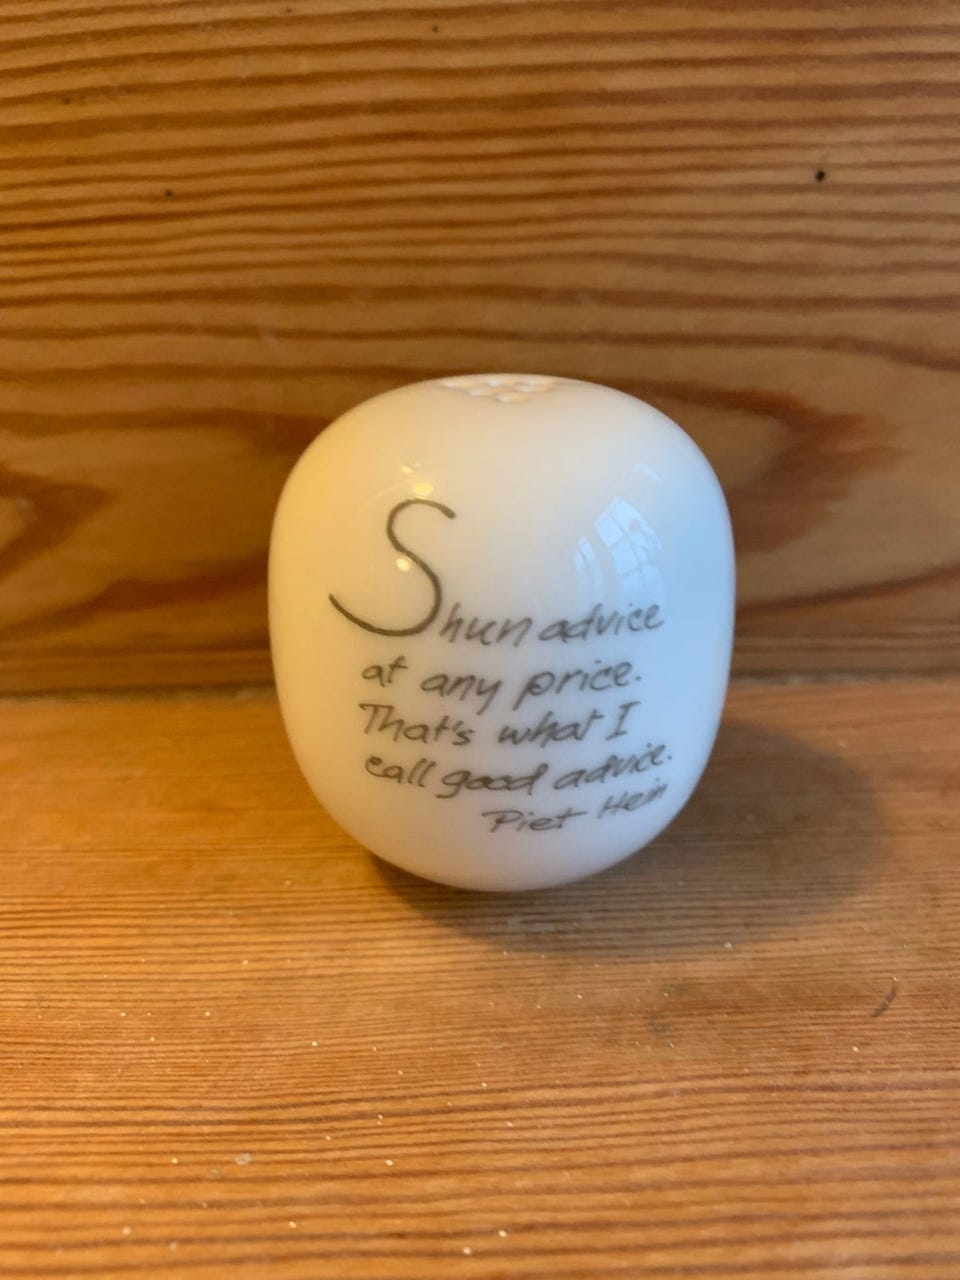 Shun advice
at any price.
That's what I
call good advice.
Piet Hein